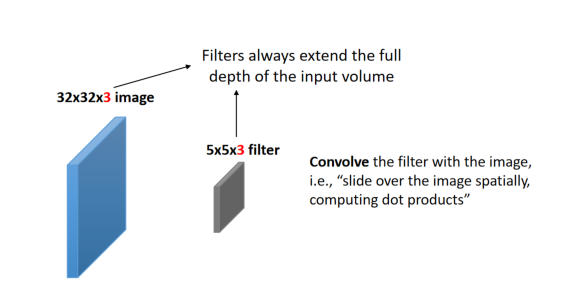 Filters always extend the full
depth of the input volume
32x32x3 image
5x5x3 filter
Convolve the filter with the image,
i.e., “slide over the image spatially,
computing dot products”